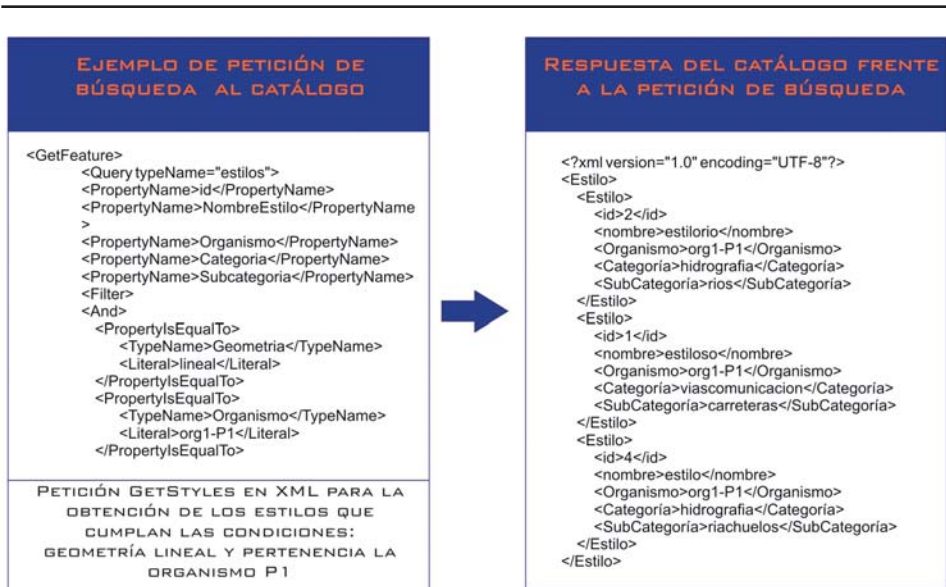 EJEMPLO DE PETICIÓN DE
BÚSQUEDA AL CATÁLOGO
<GetFeature>
<Query typeName="estilos">
<PropertyName>id</PropertyName>
<PropertyName>NombreEstilo</PropertyName
>
<PropertyName>Organismo</PropertyName>
<PropertyName>Categoria</PropertyName>
<PropertyName>Subcategoria</PropertyName>
<Filter>
<And>
<PropertyIsEqualTo>
<TypeName>Geometria</TypeName>
<Literal>lineal</Literal>
</PropertyIsEqualTo>
<PropertyIsEqualTo>
<TypeName>Organismo</TypeName>
<Literal>org1-P1</Literal>
</PropertyIsEqualTo>
PETICIÓN GETSTYLES EN XML PARA LA
OBTENCIÓN DE LOS ESTILOS QUE
CUMPLAN LAS CONDICIONES:
GEOMETRÍA LINEAL Y PERTENENCIA LA
ORGANISMO P1
RESPUESTA DEL CATÁLOGO FRENTE
A LA PETICIÓN DE BÚSQUEDA
<?xml version="1.0" encoding="UTF-8"?>
<Estilo>
<Estilo>
<id>2</id>
<nombre>estilorio</nombre>
<Organismo>org1-P1</Organismo>
<Categoría>hidrografia</Categoría>
<SubCategoría>rios</SubCategoría>
</Estilo>
<Estilo>
<id>1</id>
<nombre>estiloso</nombre>
<Organismo>org1-P1</Organismo>
<Categoría>viascomunicacion</Categoría>
<SubCategoría>carreteras</SubCategoría>
</Estilo>
<Estilo>
<id>4</id>
<nombre>estilo</nombre>
<Organismo>org1-P1</Organismo>
<Categoría>hidrografia</Categoría>
<SubCategoría>riachuelos</SubCategoría>
</Estilo>
</Estilo>